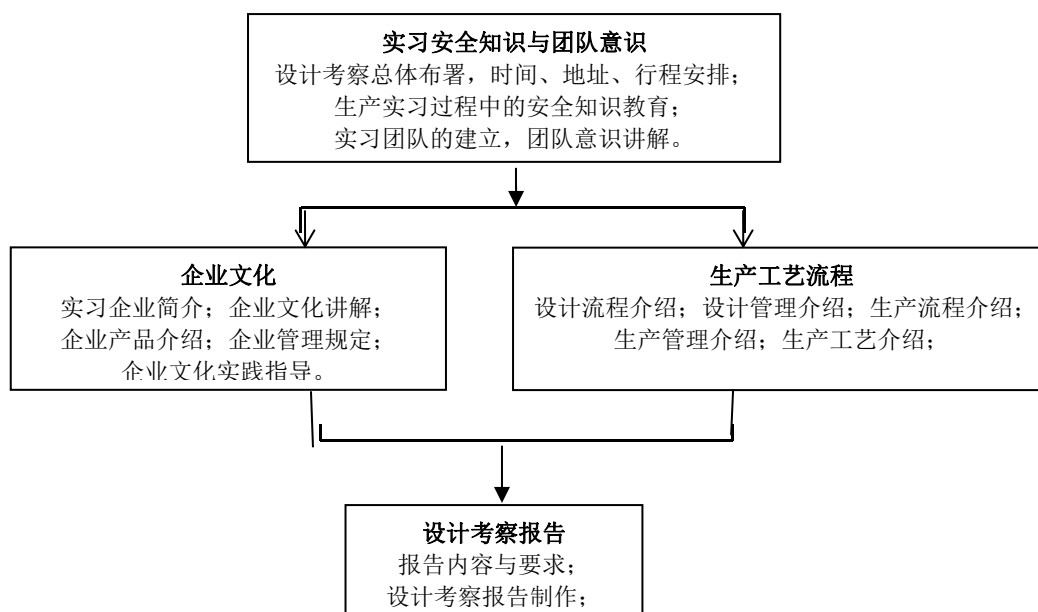 实习安全知识与团队意识
设计考察总体布署，时间、地址、行程安排；
生产实习过程中的安全知识教育；
实习团队的建立，团队意识讲解。
企业文化
实习企业简介；企业文化讲解；
企业产品介绍；企业管理规定；
企业文化实践指导。
生产工艺流程
设计流程介绍；设计管理介绍；生产流程介绍；
生产管理介绍；生产工艺介绍；
设计考察报告
报告内容与要求；
设计考察报告制作；